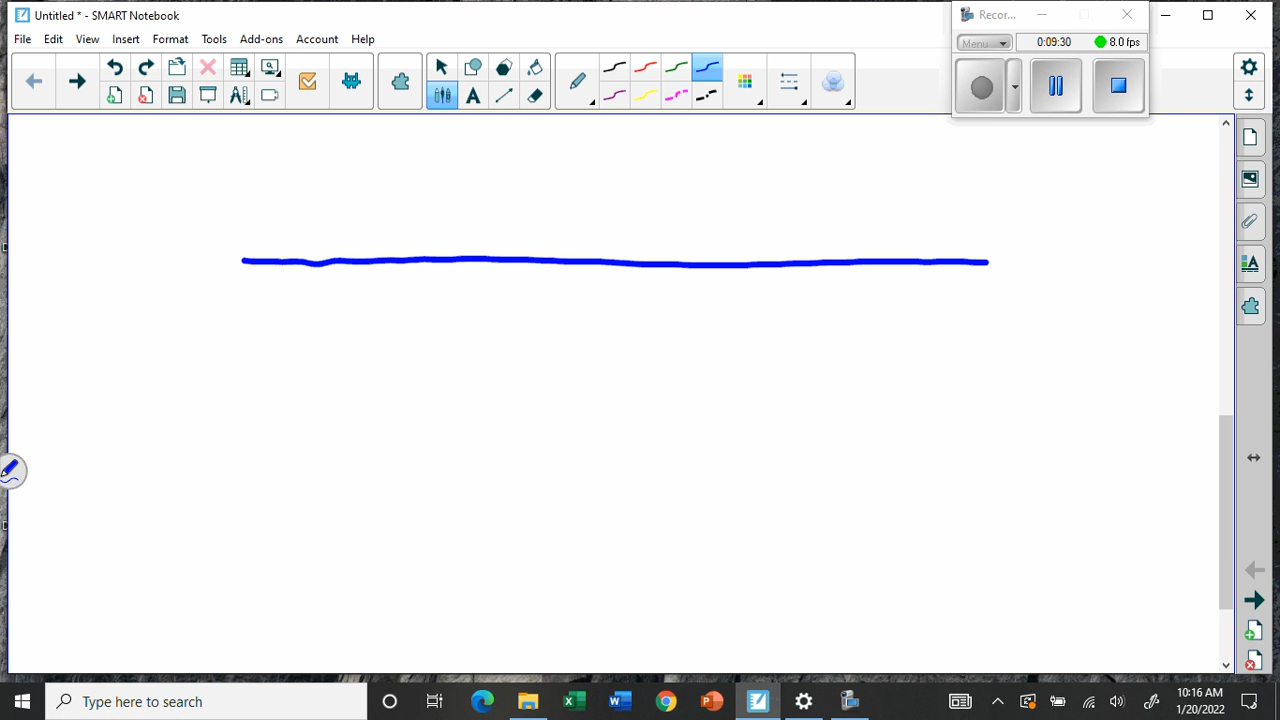 Untitled * - SMART Notebook
Recor...
File Edit View Insert Format Tools Add-ons Account Help
Menu
0:09:30
8.0 fps
Type here to search
10:16 AM
1/20/2022